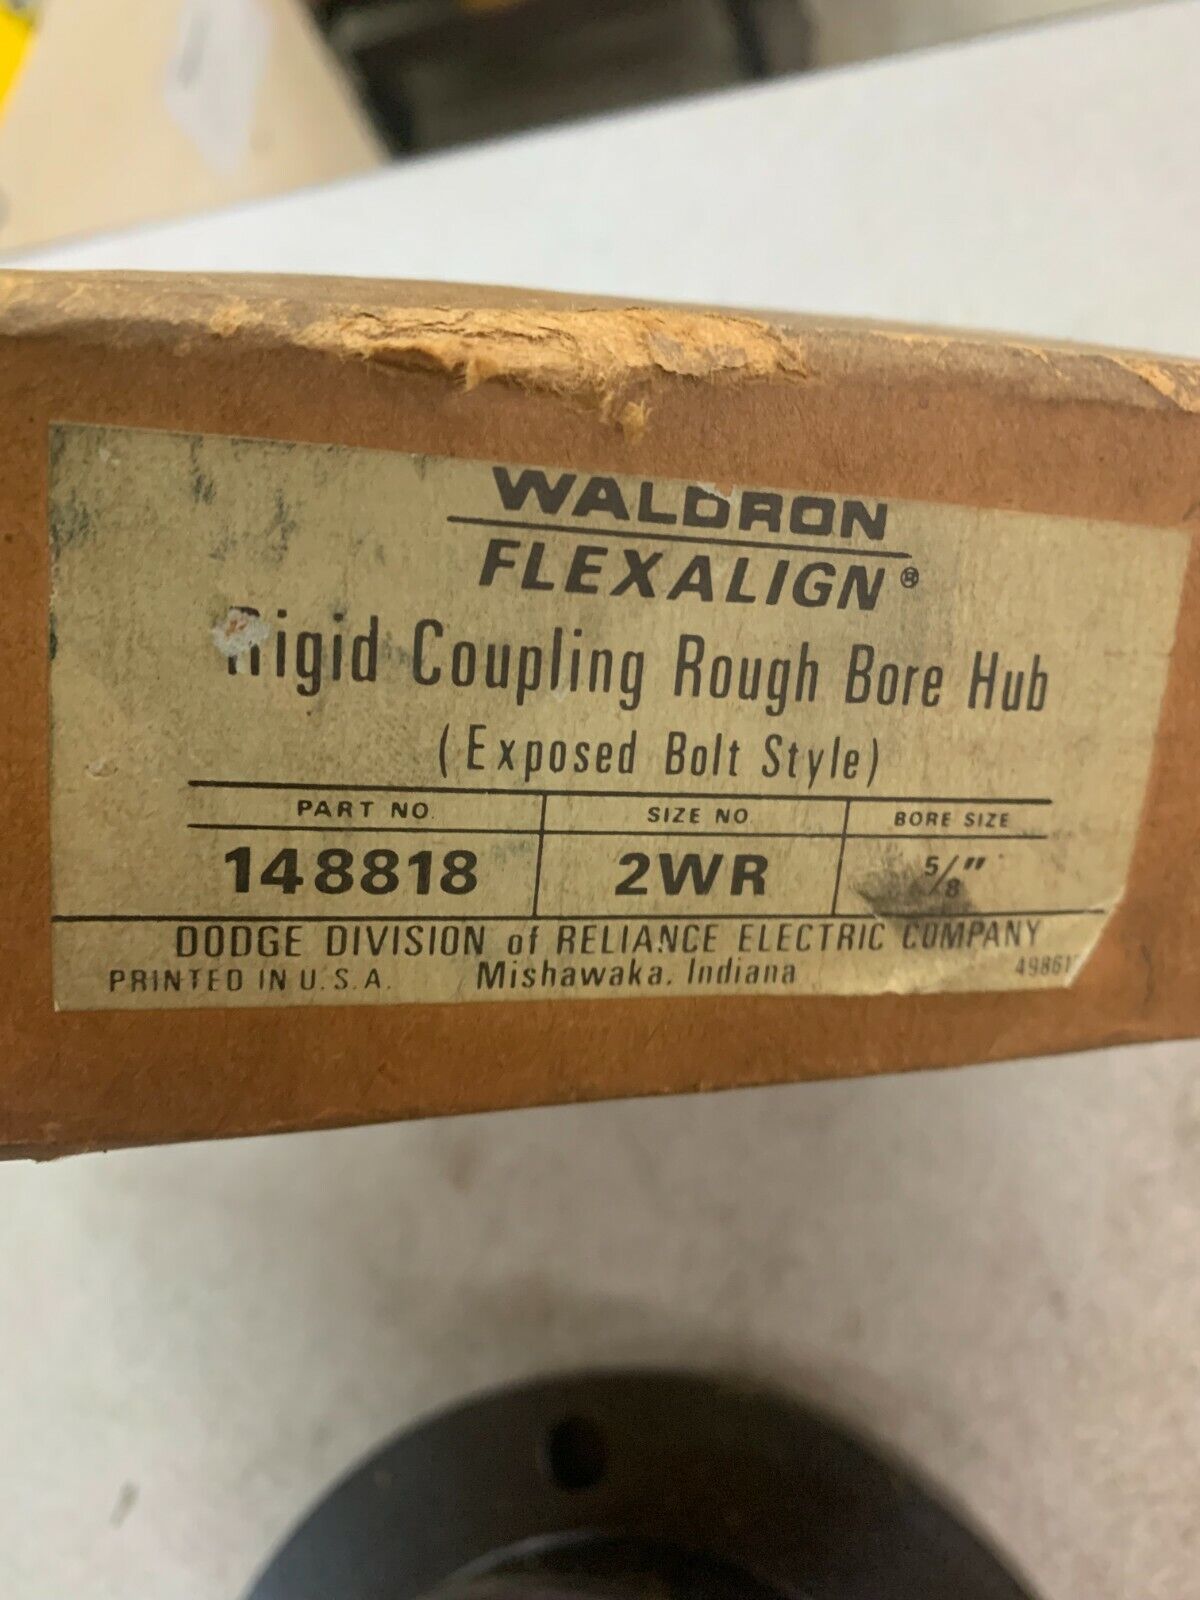 WALDRON
FLEXALIGN®
Rigid Coupling Rough Bore Hub
(Exposed Bolt Style)
PART NO. SIZE NO. BORE SIZE
148818 2WR 5/8"
DODGE DIVISION of RELIANCE ELECTRIC COMPANY
PRINTED IN U.S.A. Mishawaka, Indiana